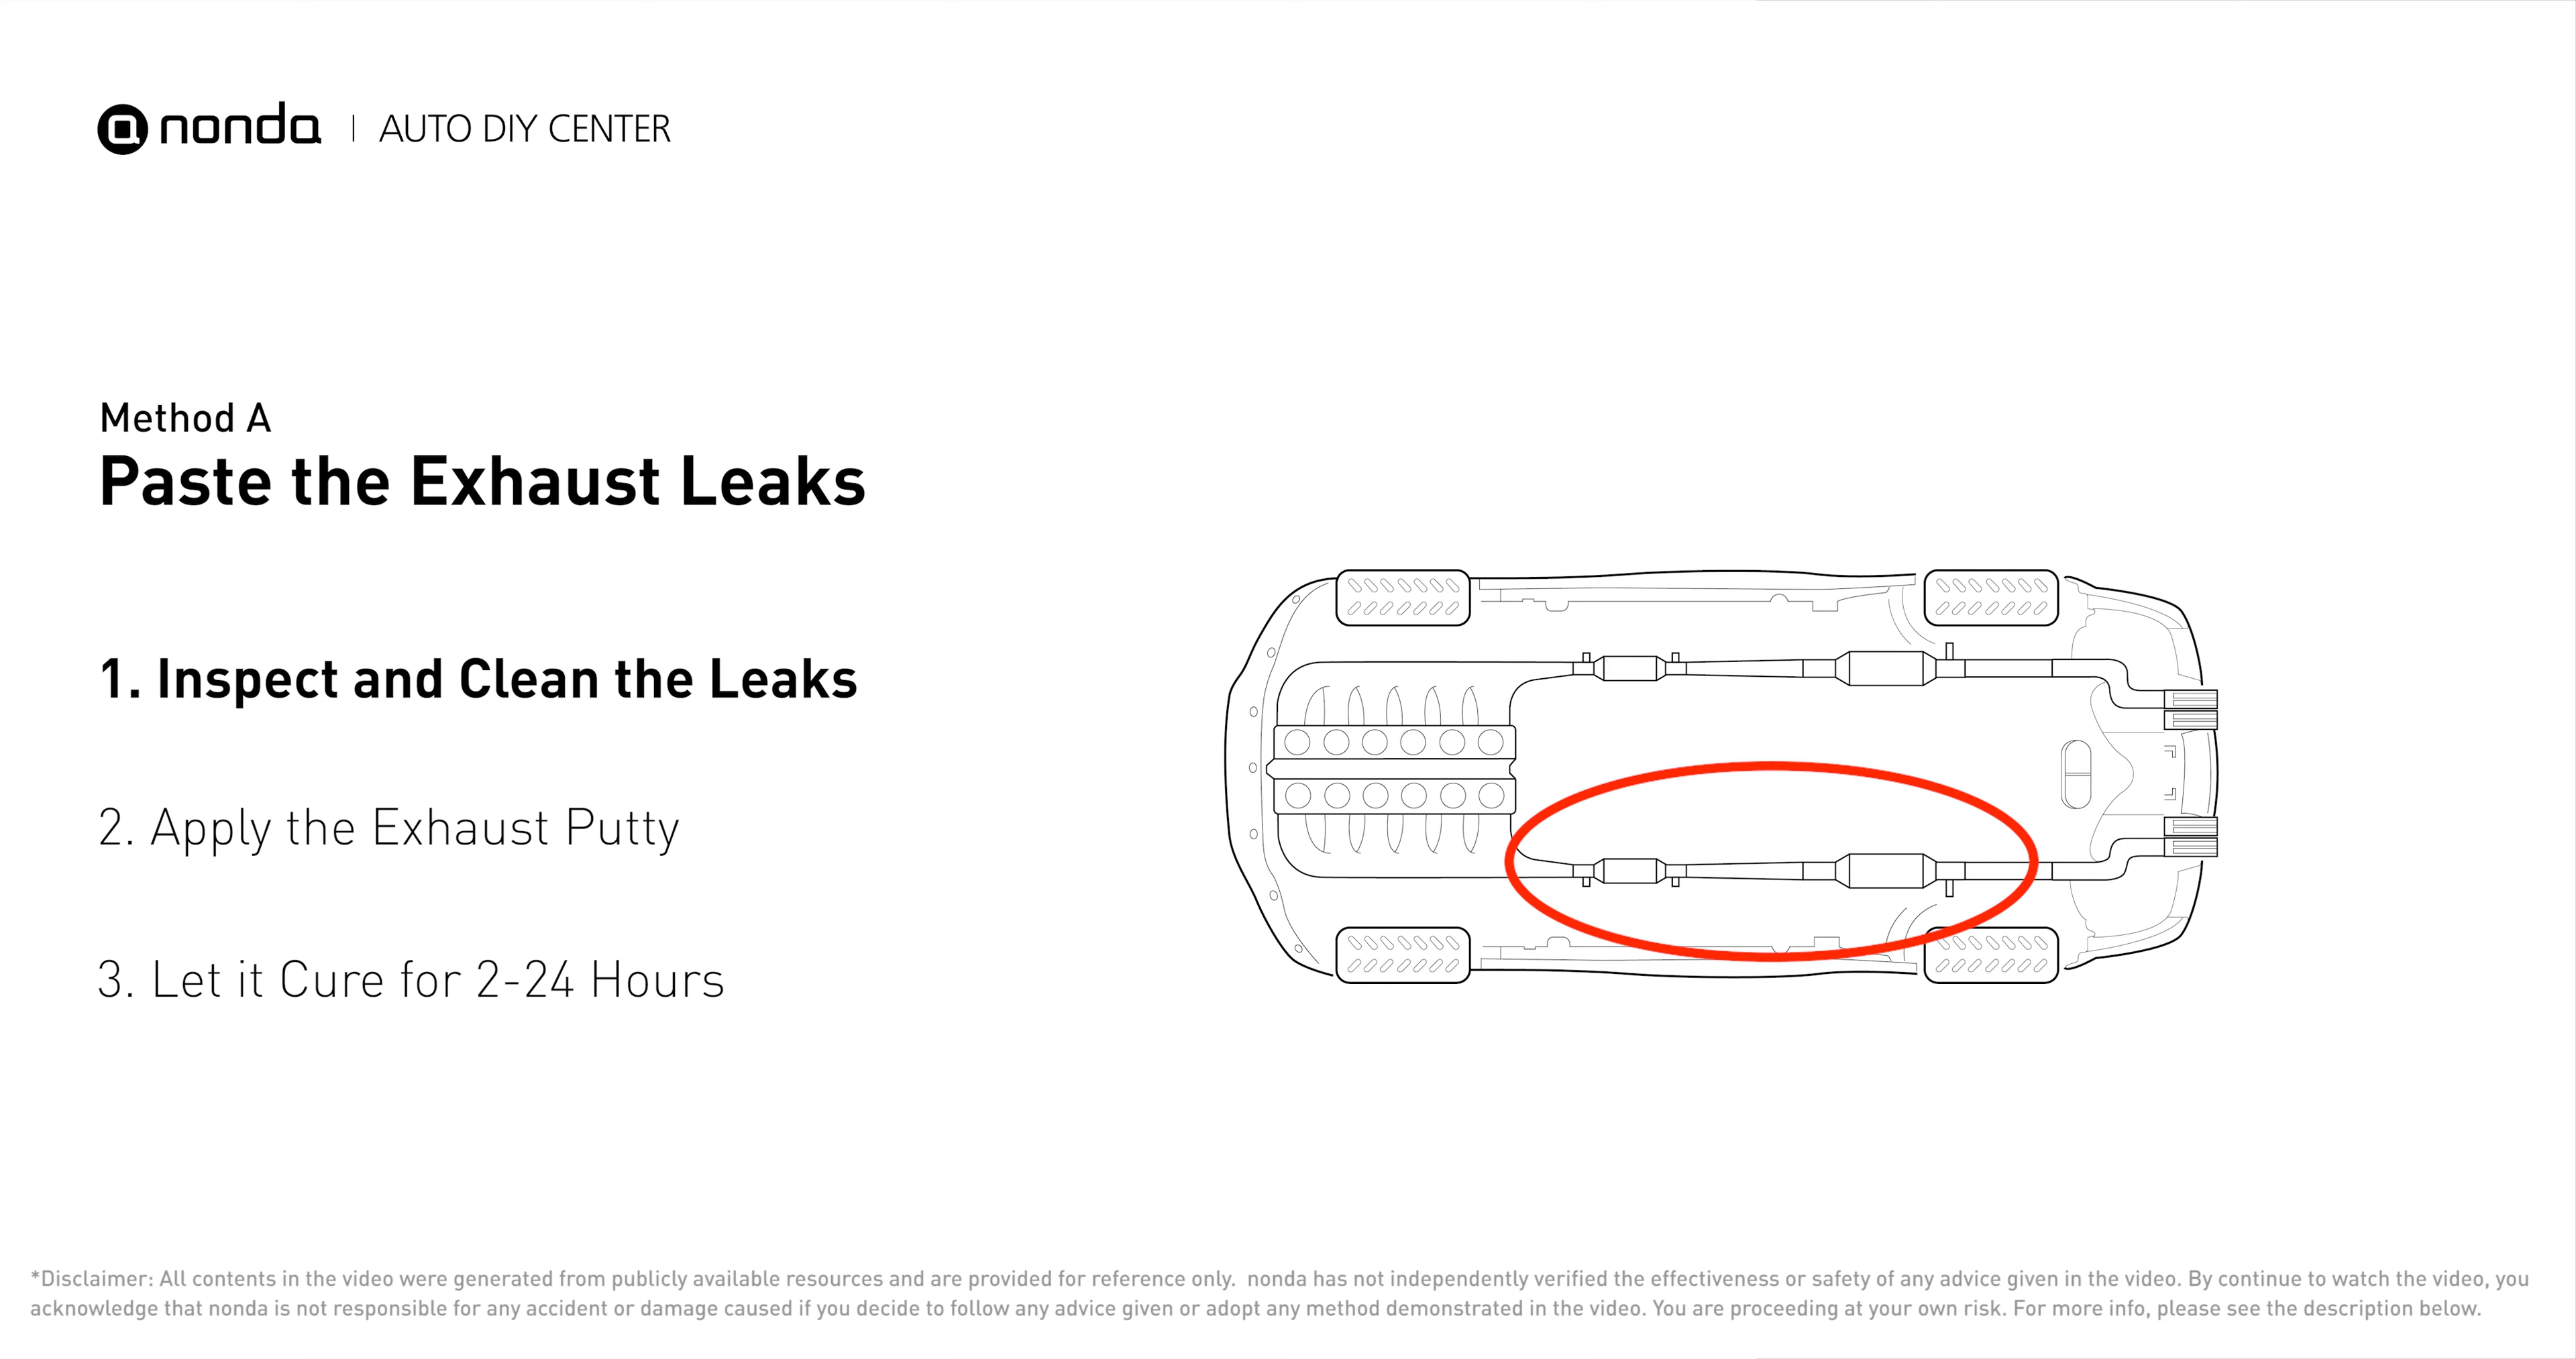 nonda | AUTO DIY CENTER
Method A
Paste the Exhaust Leaks
1. Inspect and Clean the Leaks
2. Apply the Exhaust Putty
3. Let it Cure for 2-24 Hours
*Disclaimer: All contents in the video were generated from publicly available resources and are provided for reference only. nonda has not independently verified the effectiveness or safety of any advice given in the video. By continue to watch the video, you
acknowledge that nonda is not responsible for any accident or damage caused if you decide to follow any advice given or adopt any method demonstrated in the video. You are proceeding at your own risk. For more info, please see the description below.